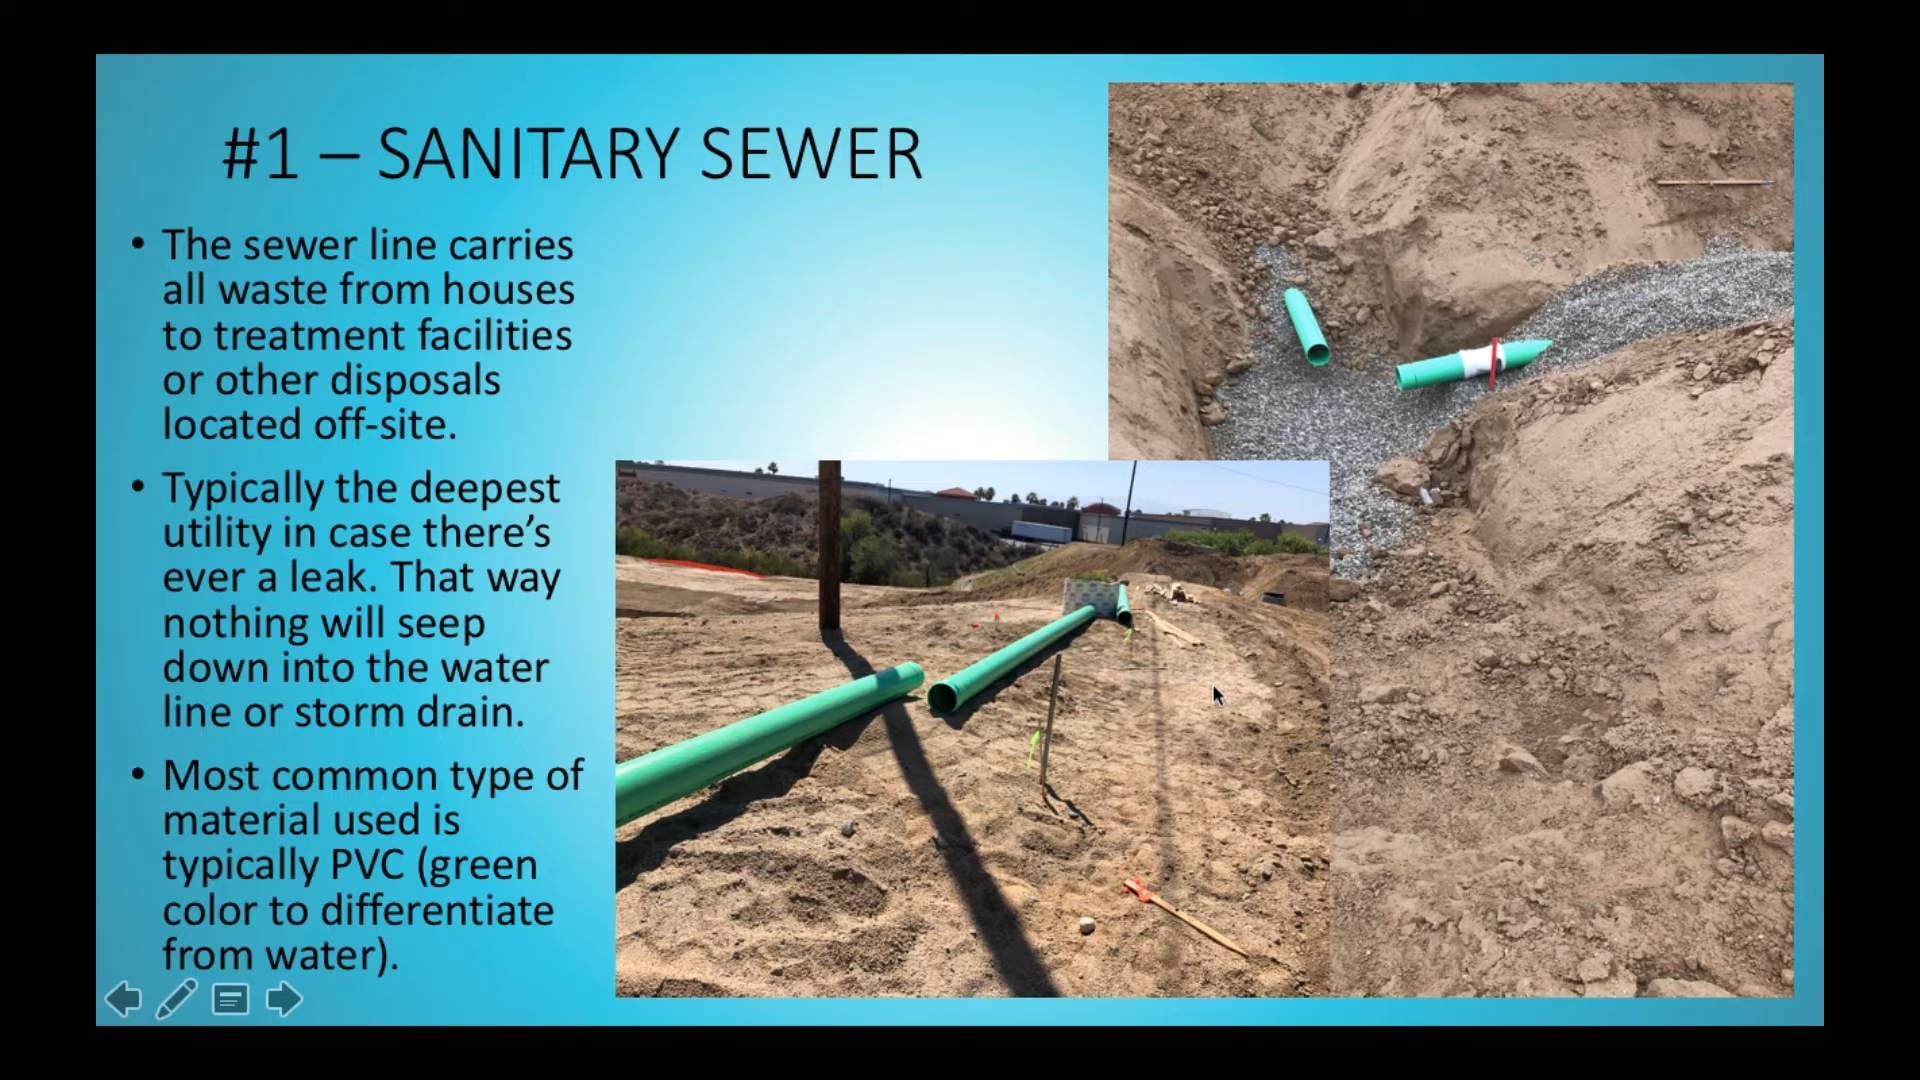 #1 – SANITARY SEWER
• The sewer line carries
all waste from houses
to treatment facilities
or other disposals
located off-site.
• Typically the deepest
utility in case there’s
ever a leak. That way
nothing will seep
down into the water
line or storm drain.
• Most common type of
material used is
typically PVC (green
color to differentiate
from water).